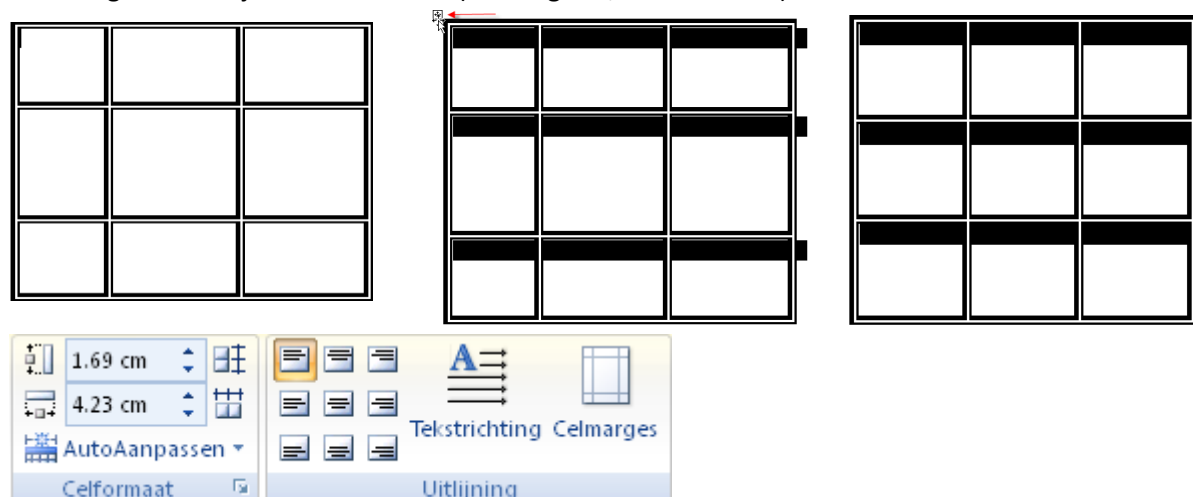 1.69 cm
4.23 cm
AutoAanpassen
Celformaat
A
Tekstrichting
Celmarges
Uitlijning